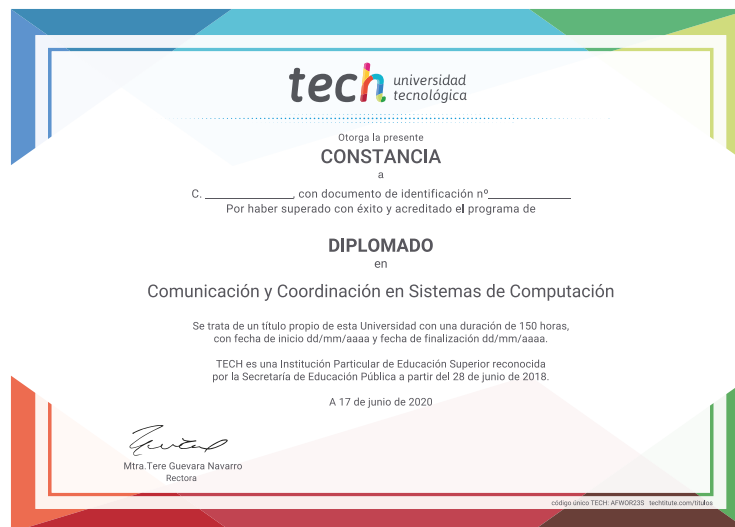 tech universidad
tecnológica
Otorga la presente
CONSTANCIA
a
C. ______________, con documento de identificación nº_____________
Por haber superado con éxito y acreditado el programa de
DIPLOMADO
en
Comunicación y Coordinación en Sistemas de Computación
Se trata de un título propio de esta Universidad con una duración de 150 horas,
con fecha de inicio dd/mm/aaaa y fecha de finalización dd/mm/aaaa.
TECH es una Institución Particular de Educación Superior reconocida
por la Secretaría de Educación Pública a partir del 28 de junio de 2018.
A 17 de junio de 2020
Mtra.Tere Guevara Navarro
Rectora
código único TECH: AFWOR23S techtitute.com/titulos